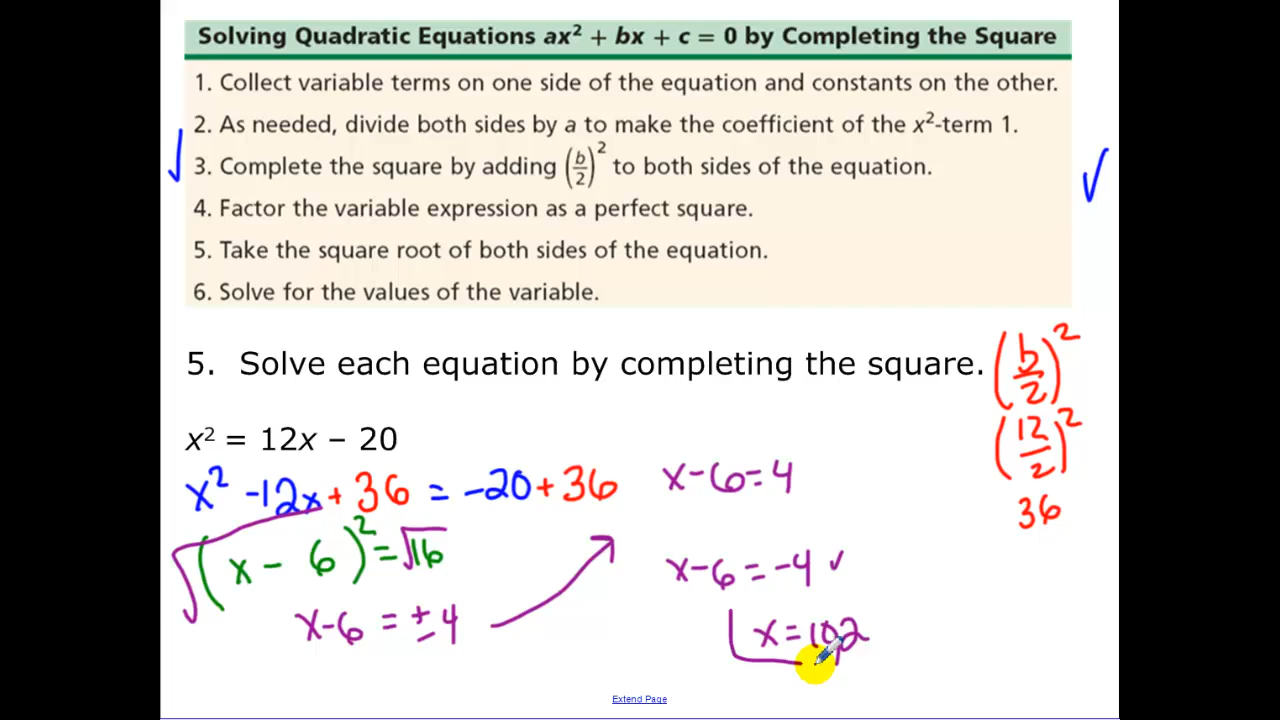 Solving Quadratic Equations ax² + bx + c = 0 by Completing the Square
1. Collect variable terms on one side of the equation and constants on the other.
2. As needed, divide both sides by a to make the coefficient of the x²-term 1.
3. Complete the square by adding (b/2)² to both sides of the equation.
4. Factor the variable expression as a perfect square.
5. Take the square root of both sides of the equation.
6. Solve for the values of the variable.
5. Solve each equation by completing the square.
(b/2)²
(12/2)²
36
x² = 12x – 20
x² -12x + 36 = -20 + 36
√(x - 6)² = √16
x-6 = ±4
x-6=4
x-6 = -4 ✓
x = 10,2
Extend Page